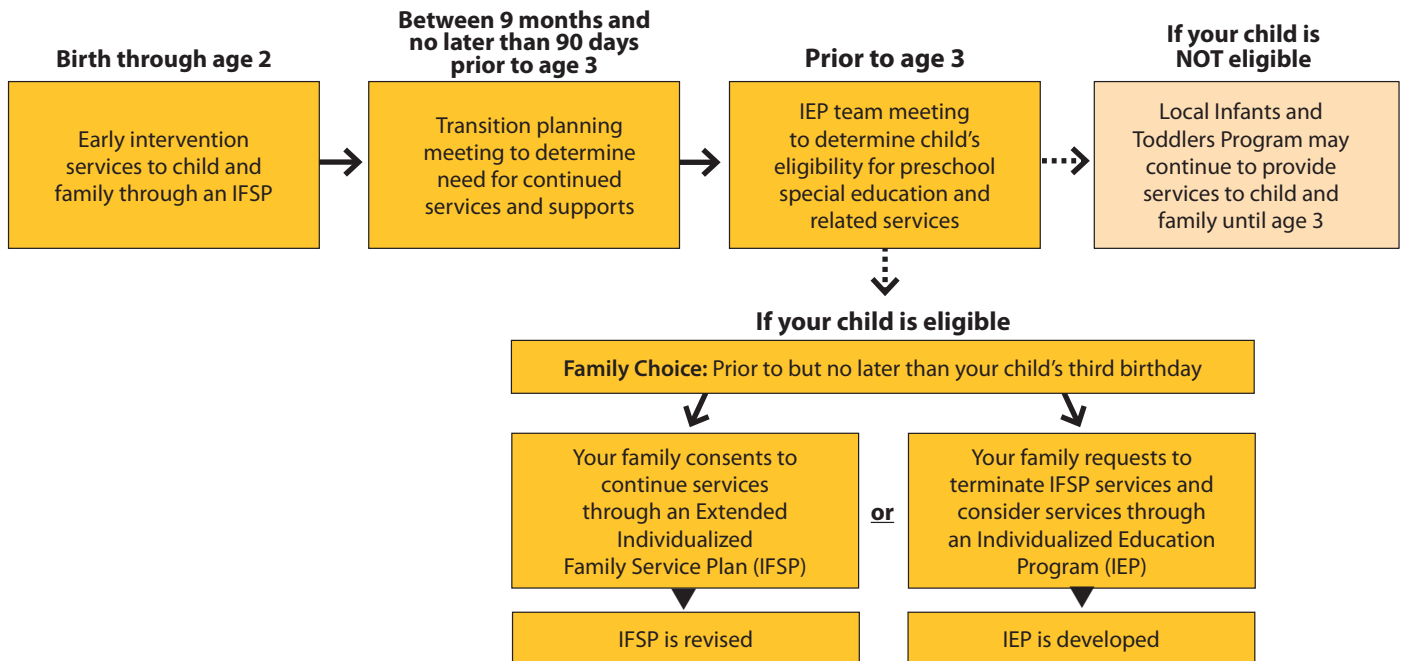 Birth through age 2
Early intervention
services to child and
family through an IFSP
Between 9 months and
no later than 90 days
prior to age 3
Transition planning
meeting to determine
need for continued
services and supports
Prior to age 3
IEP team meeting
to determine child’s
eligibility for preschool
special education and
related services
If your child is
NOT eligible
Local Infants and
Toddlers Program may
continue to provide
services to child and
family until age 3
If your child is eligible
Family Choice: Prior to but no later than your child’s third birthday
Your family consents to
continue services
through an Extended
Individualized
Family Service Plan (IFSP)
or
Your family requests to
terminate IFSP services and
consider services through
an Individualized Education
Program (IEP)
IFSP is revised
IEP is developed